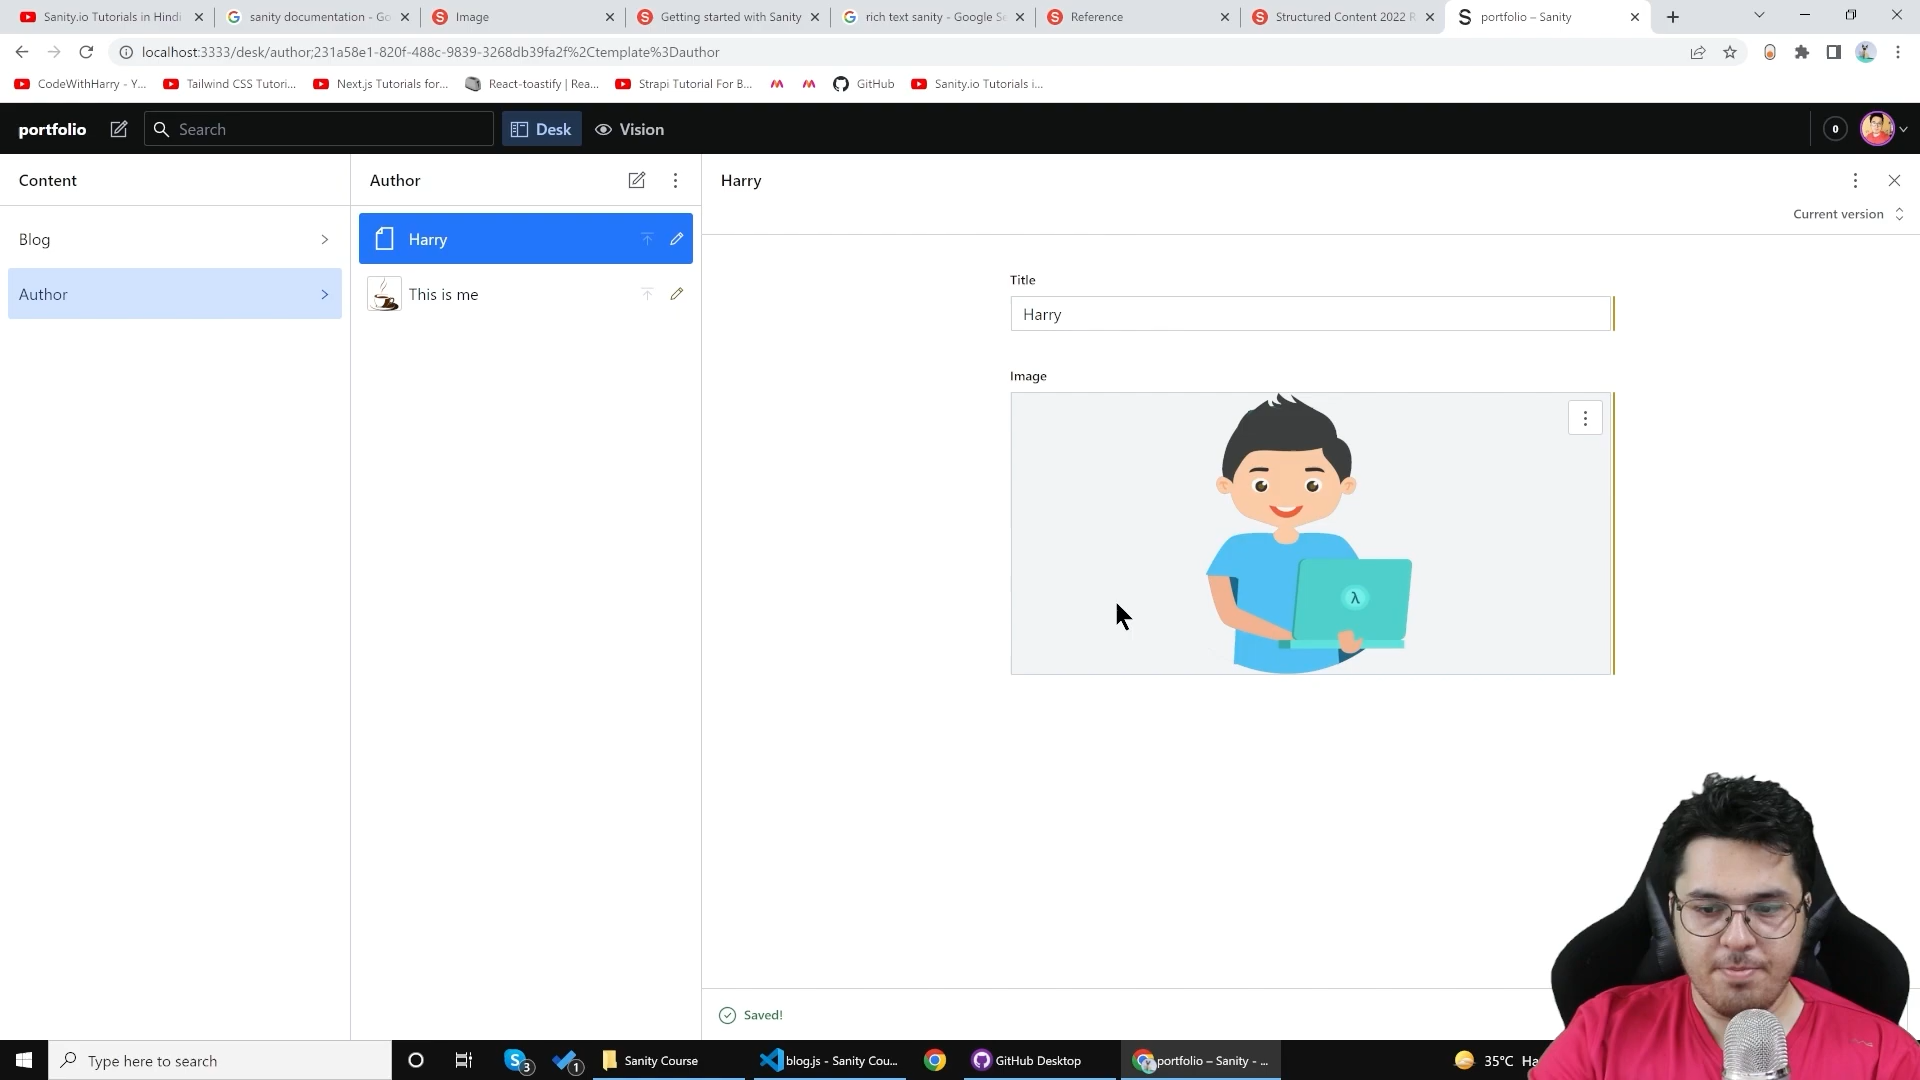 Sanity.io Tutorials in Hindi
sanity documentation - Go
Image
Getting started with Sanity
rich text sanity - Google Se
Reference
Structured Content 2022 R
portfolio – Sanity
localhost:3333/desk/author;231a58e1-820f-488c-9839-3268db39fa2f%2Ctemplate%3Dauthor
CodeWithHarry - Y...
Tailwind CSS Tutori...
Next.js Tutorials for...
React-toastify | Rea...
Strapi Tutorial For B...
GitHub
Sanity.io Tutorials i...
portfolio
Search
Desk
Vision
0
Content
Author
Harry
Current version
Blog
Harry
Author
This is me
Title
Harry
Image
λ
Saved!
Type here to search
3
1
Sanity Course
blog.js - Sanity Cou...
GitHub Desktop
portfolio – Sanity - ...
35°C Ha